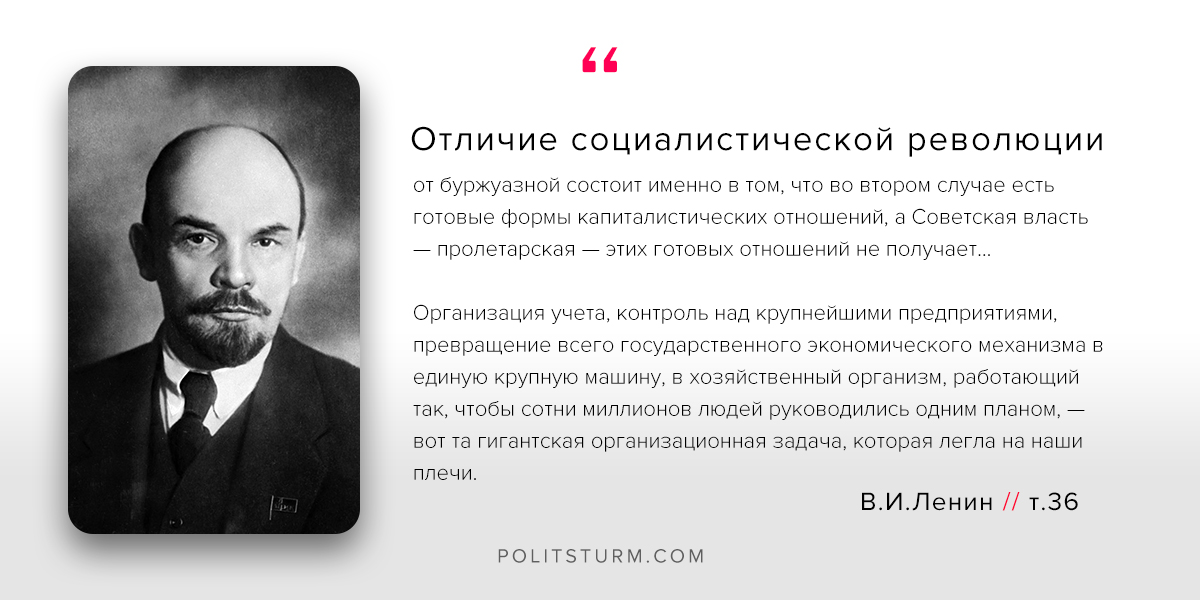 “
Отличие социалистической революции
от буржуазной состоит именно в том, что во втором случае есть
готовые формы капиталистических отношений, а Советская власть
— пролетарская — этих готовых отношений не получает...
Организация учета, контроль над крупнейшими предприятиями,
превращение всего государственного экономического механизма в
единую крупную машину, в хозяйственный организм, работающий
так, чтобы сотни миллионов людей руководились одним планом, —
вот та гигантская организационная задача, которая легла на наши
плечи.
В.И.Ленин // т.36
POLITSTURM.COM